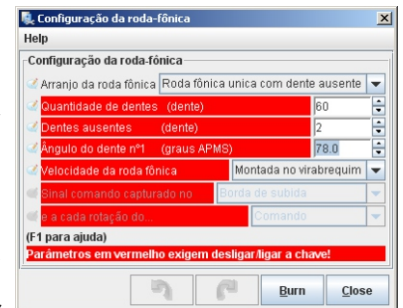 Configuração da roda-fônica
Help
Configuração da roda-fônica
Arranjo da roda fônica Roda fônica unica com dente ausente
Quantidade de dentes (dente) 60
Dentes ausentes (dente) 2
Ângulo do dente nº1 (graus APMS) 78.0
Velocidade da roda fônica Montada no virabrequim
Sinal comando capturado no Borda de subida
e a cada rotação do... Comando
(F1 para ajuda)
Parâmetros em vermelho exigem desligar/ligar a chave!
Burn Close